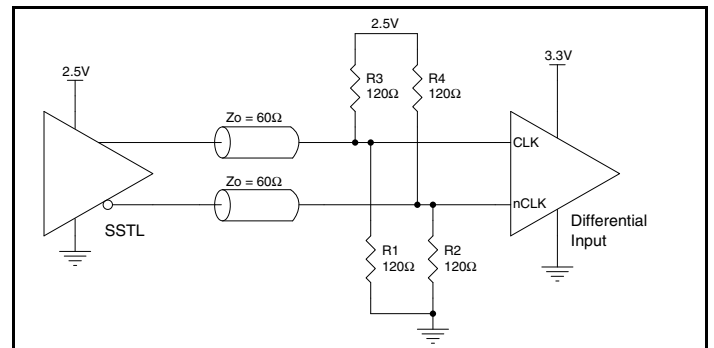 2.5V
2.5V
3.3V
R3
120Ω
R4
120Ω
Zo = 60Ω
CLK
Zo = 60Ω
nCLK
SSTL
Differential
Input
R1
120Ω
R2
120Ω